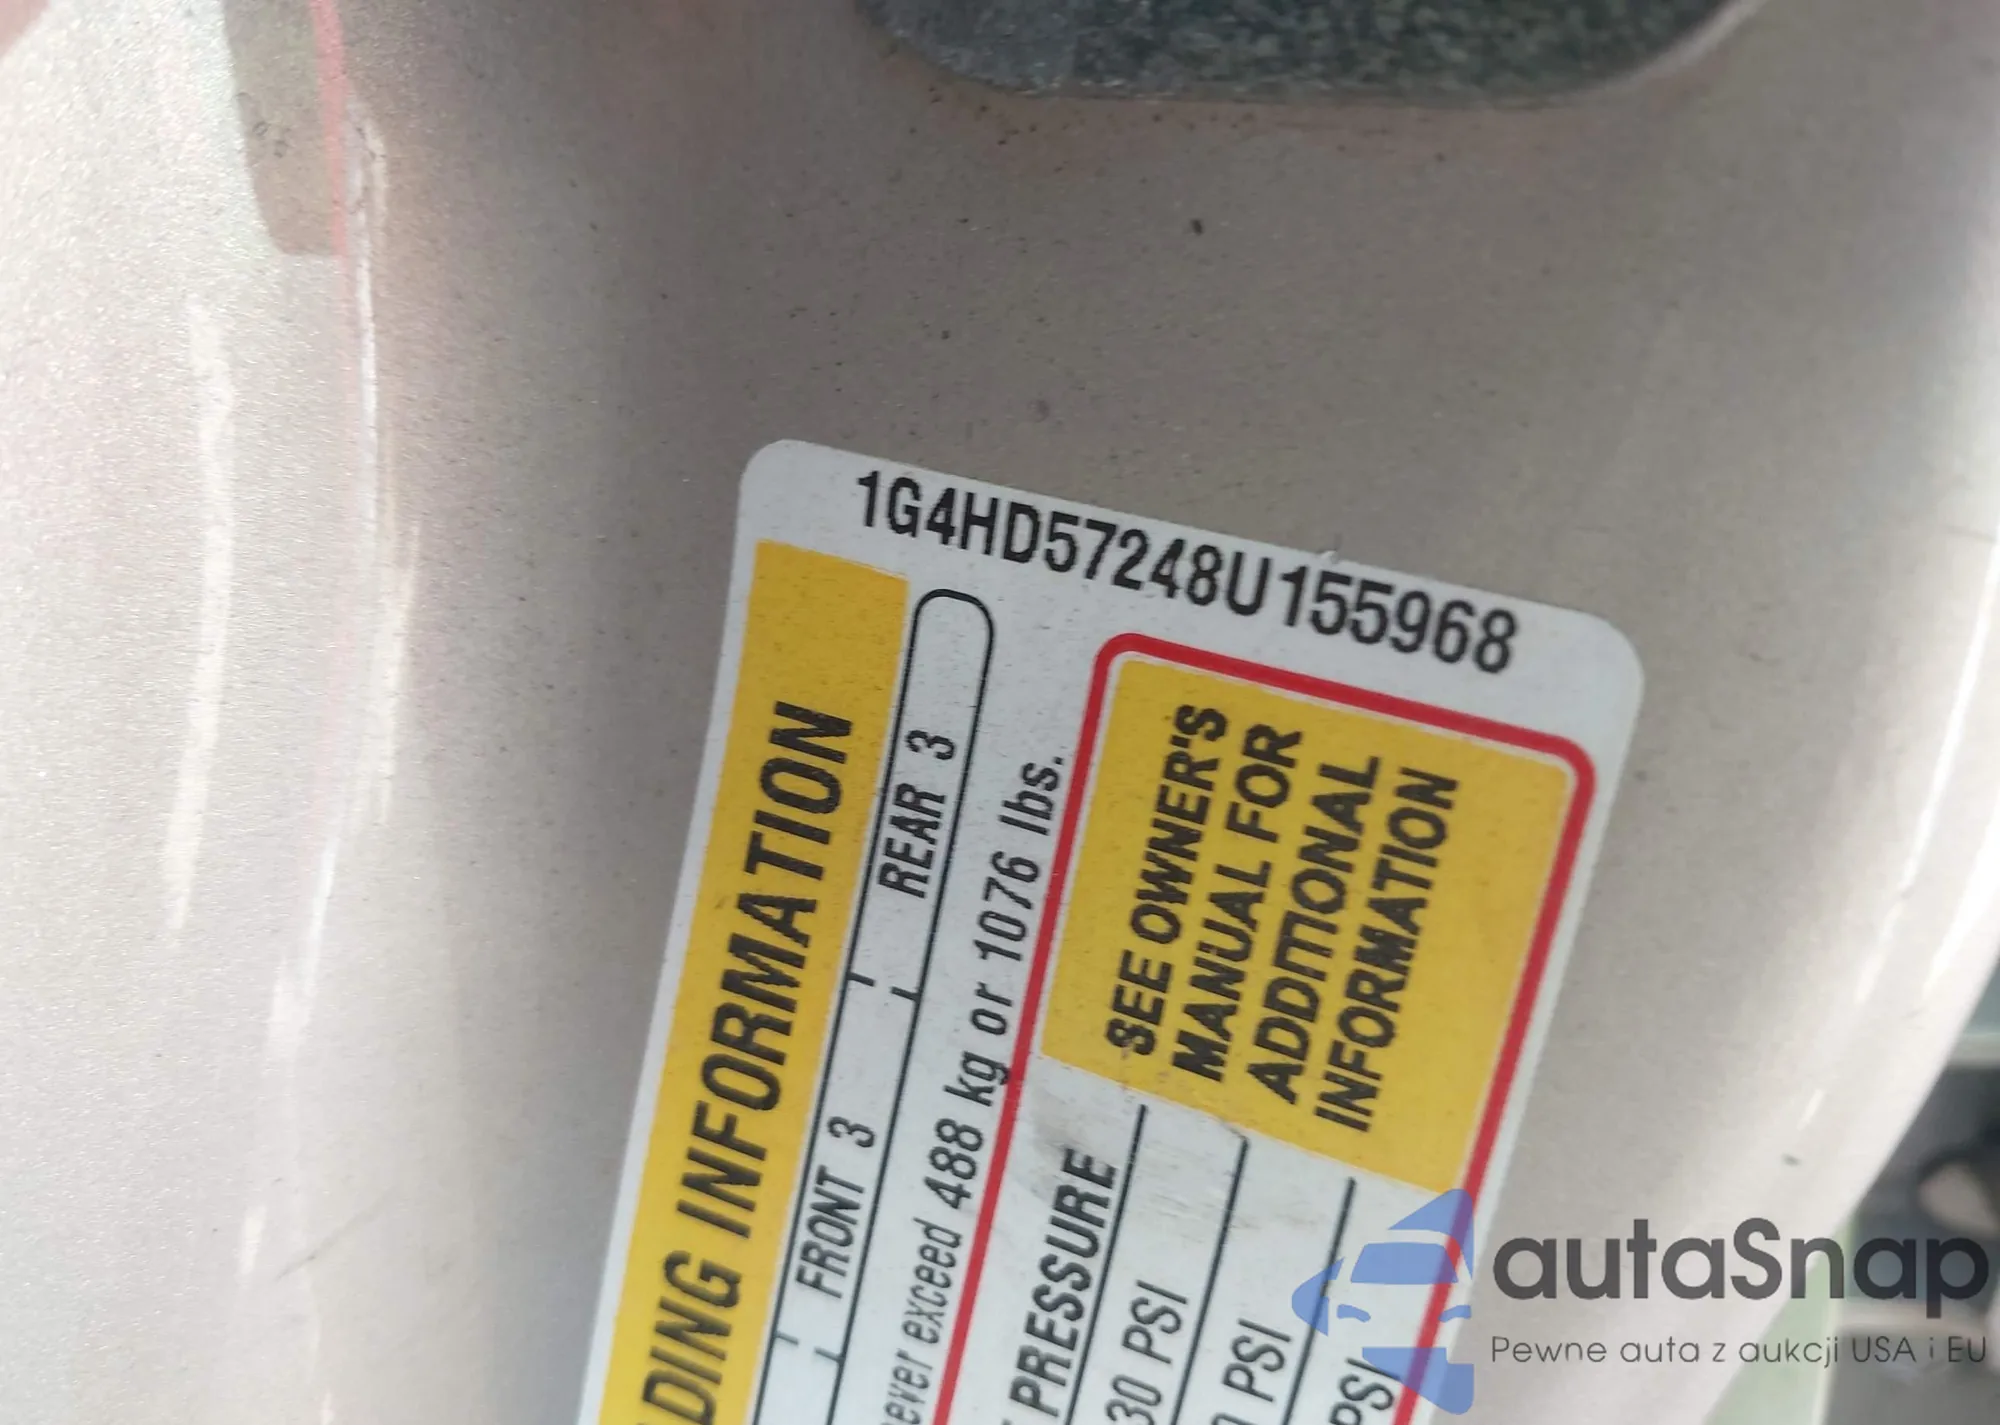 1G4HD57248U155968
DING INFORMATION
FRONT 3 REAR 3
exceed 488 kg or 1076 lbs.
PRESSURE
30 PSI
PSI
PSI
SEE OWNER'S
MANUAL FOR
ADDITIONAL
INFORMATION
autaSnap
Pewne auta z aukcji USA i EU